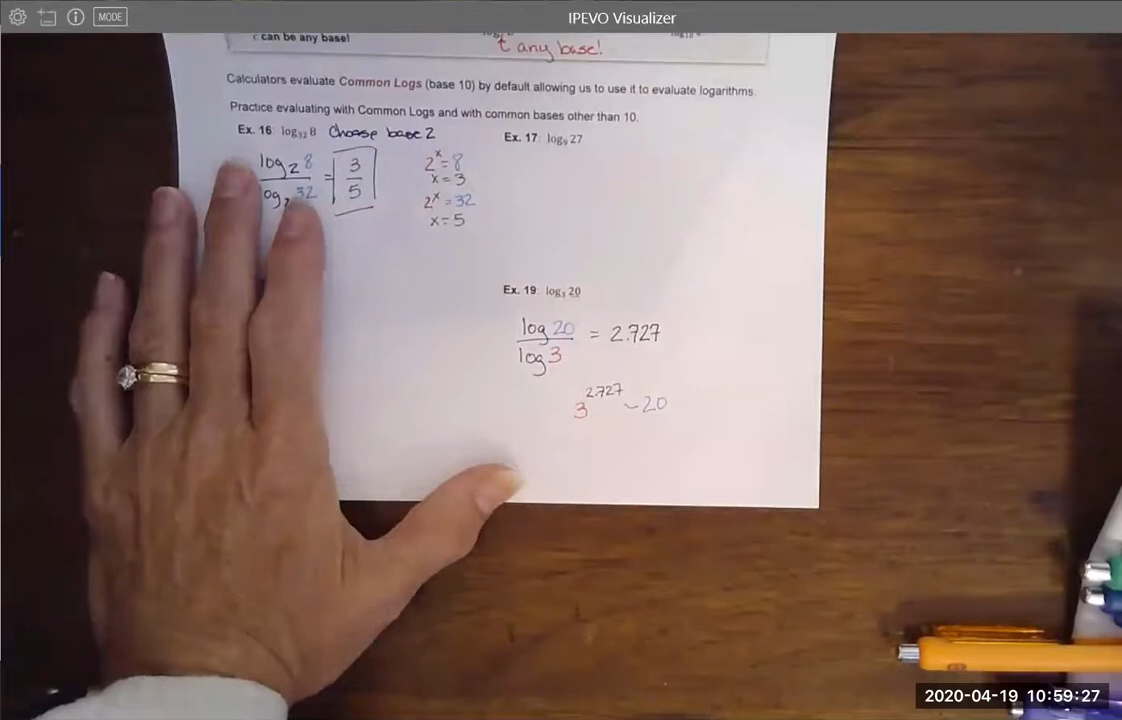 MODE
IPEVO Visualizer
c can be any base!
t any base!
Calculators evaluate Common Logs (base 10) by default allowing us to use it to evaluate logarithms.
Practice evaluating with Common Logs and with common bases other than 10.
Ex. 16: log₃₂ 8 Choose base 2
log₂ 8
og₂ 32
= 3/5
2ˣ = 8
x = 3
2ˣ = 32
x = 5
Ex. 17: log₉ 27
Ex. 19: log₃ 20
log 20
log 3
= 2.727
3^2.727 ~ 20
2020-04-19 10:59:27